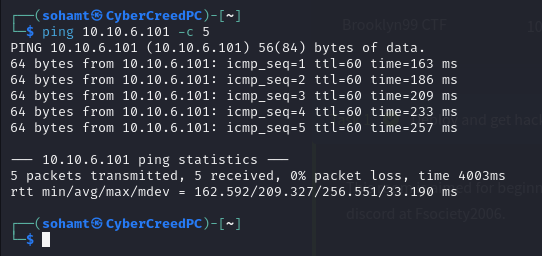 ┌──(sohamt㉿CyberCreedPC)-[~]
└─$ ping 10.10.6.101 -c 5
PING 10.10.6.101 (10.10.6.101) 56(84) bytes of data.
64 bytes from 10.10.6.101: icmp_seq=1 ttl=60 time=163 ms
64 bytes from 10.10.6.101: icmp_seq=2 ttl=60 time=186 ms
64 bytes from 10.10.6.101: icmp_seq=3 ttl=60 time=209 ms
64 bytes from 10.10.6.101: icmp_seq=4 ttl=60 time=233 ms
64 bytes from 10.10.6.101: icmp_seq=5 ttl=60 time=257 ms
--- 10.10.6.101 ping statistics ---
5 packets transmitted, 5 received, 0% packet loss, time 4003ms
rtt min/avg/max/mdev = 162.592/209.327/256.551/33.190 ms
┌──(sohamt㉿CyberCreedPC)-[~]
└─$
Brooklyn99 CTF
and get hac
for beginn
discord at Fsociety2006.